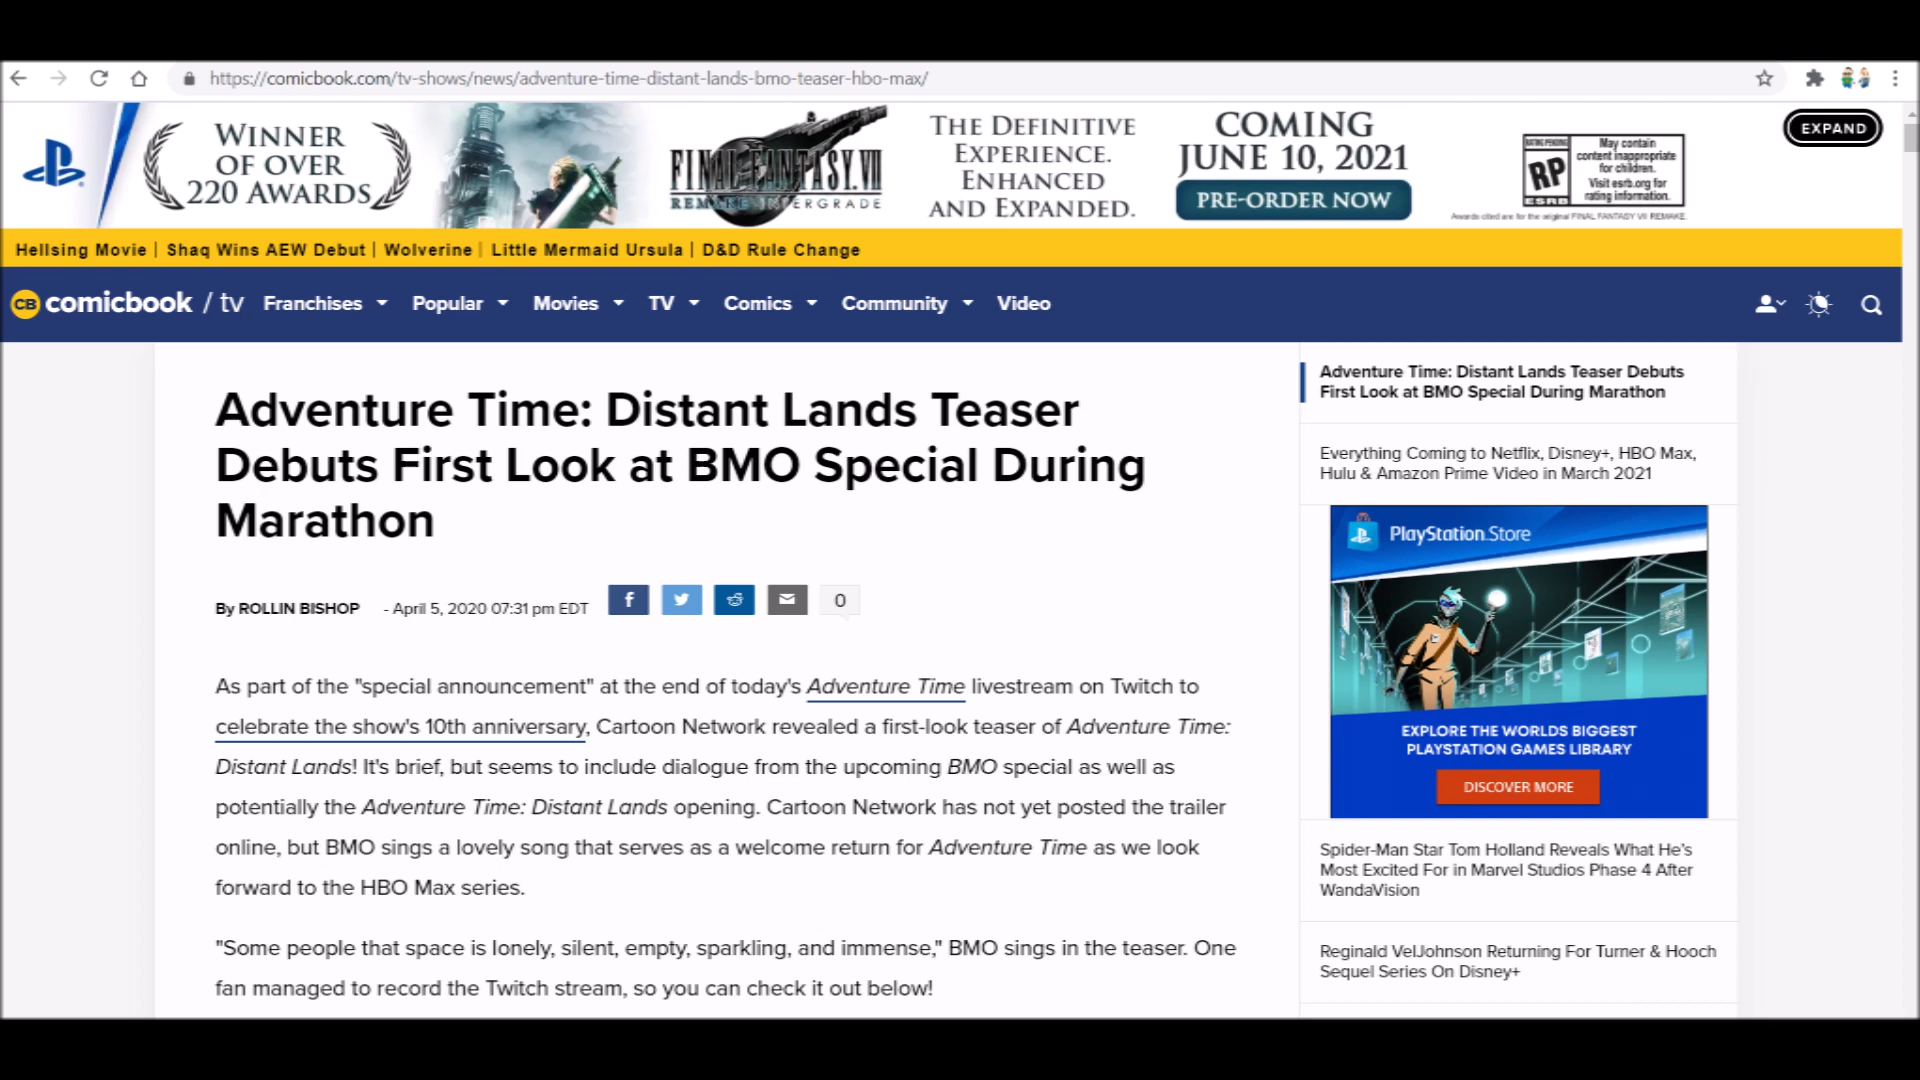 https://comicbook.com/tv-shows/news/adventure-time-distant-lands-bmo-teaser-hbo-max/
WINNER
OF OVER
220 AWARDS
FINAL FANTASY VII
REMAKE INTERGRADE
THE DEFINITIVE
EXPERIENCE.
ENHANCED
AND EXPANDED.
COMING
JUNE 10, 2021
PRE-ORDER NOW
RATING PENDING
RP
ESRB
May contain
content inappropriate
for children.
Visit esrb.org for
rating information.
Awards cited are for the original FINAL FANTASY VII REMAKE.
EXPAND
Hellsing Movie | Shaq Wins AEW Debut | Wolverine | Little Mermaid Ursula | D&D Rule Change
CB comicbook / tv Franchises Popular Movies TV Comics Community Video
Adventure Time: Distant Lands Teaser
Debuts First Look at BMO Special During
Marathon
By ROLLIN BISHOP - April 5, 2020 07:31 pm EDT f 0
As part of the "special announcement" at the end of today's Adventure Time livestream on Twitch to
celebrate the show's 10th anniversary, Cartoon Network revealed a first-look teaser of Adventure Time:
Distant Lands! It's brief, but seems to include dialogue from the upcoming BMO special as well as
potentially the Adventure Time: Distant Lands opening. Cartoon Network has not yet posted the trailer
online, but BMO sings a lovely song that serves as a welcome return for Adventure Time as we look
forward to the HBO Max series.
"Some people that space is lonely, silent, empty, sparkling, and immense," BMO sings in the teaser. One
fan managed to record the Twitch stream, so you can check it out below!
Adventure Time: Distant Lands Teaser Debuts
First Look at BMO Special During Marathon
Everything Coming to Netflix, Disney+, HBO Max,
Hulu & Amazon Prime Video in March 2021
PlayStation.Store
EXPLORE THE WORLDS BIGGEST
PLAYSTATION GAMES LIBRARY
DISCOVER MORE
Spider-Man Star Tom Holland Reveals What He's
Most Excited For in Marvel Studios Phase 4 After
WandaVision
Reginald VelJohnson Returning For Turner & Hooch
Sequel Series On Disney+